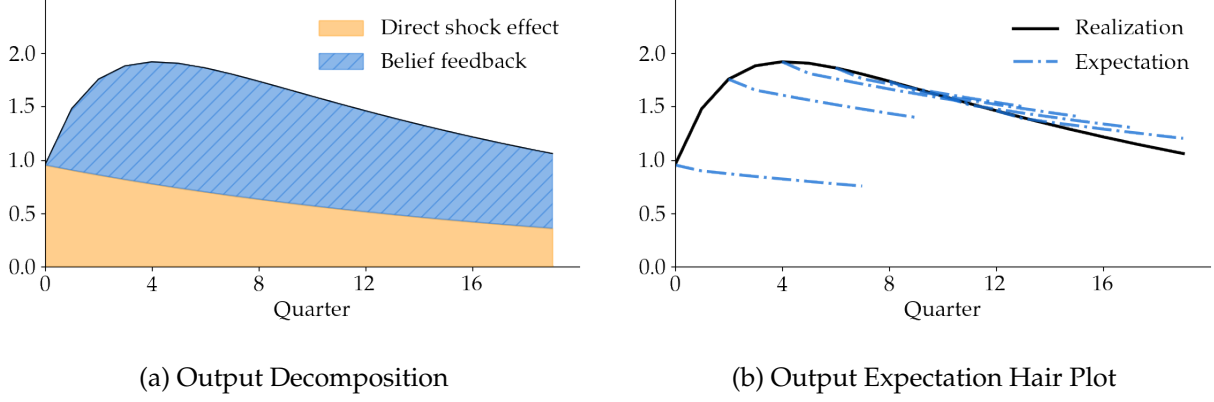 Direct shock effect
Belief feedback
2.0
1.5
1.0
0.5
0.0
0 4 8 12 16
Quarter
(a) Output Decomposition
Realization
Expectation
2.0
1.5
1.0
0.5
0.0
0 4 8 12 16
Quarter
(b) Output Expectation Hair Plot